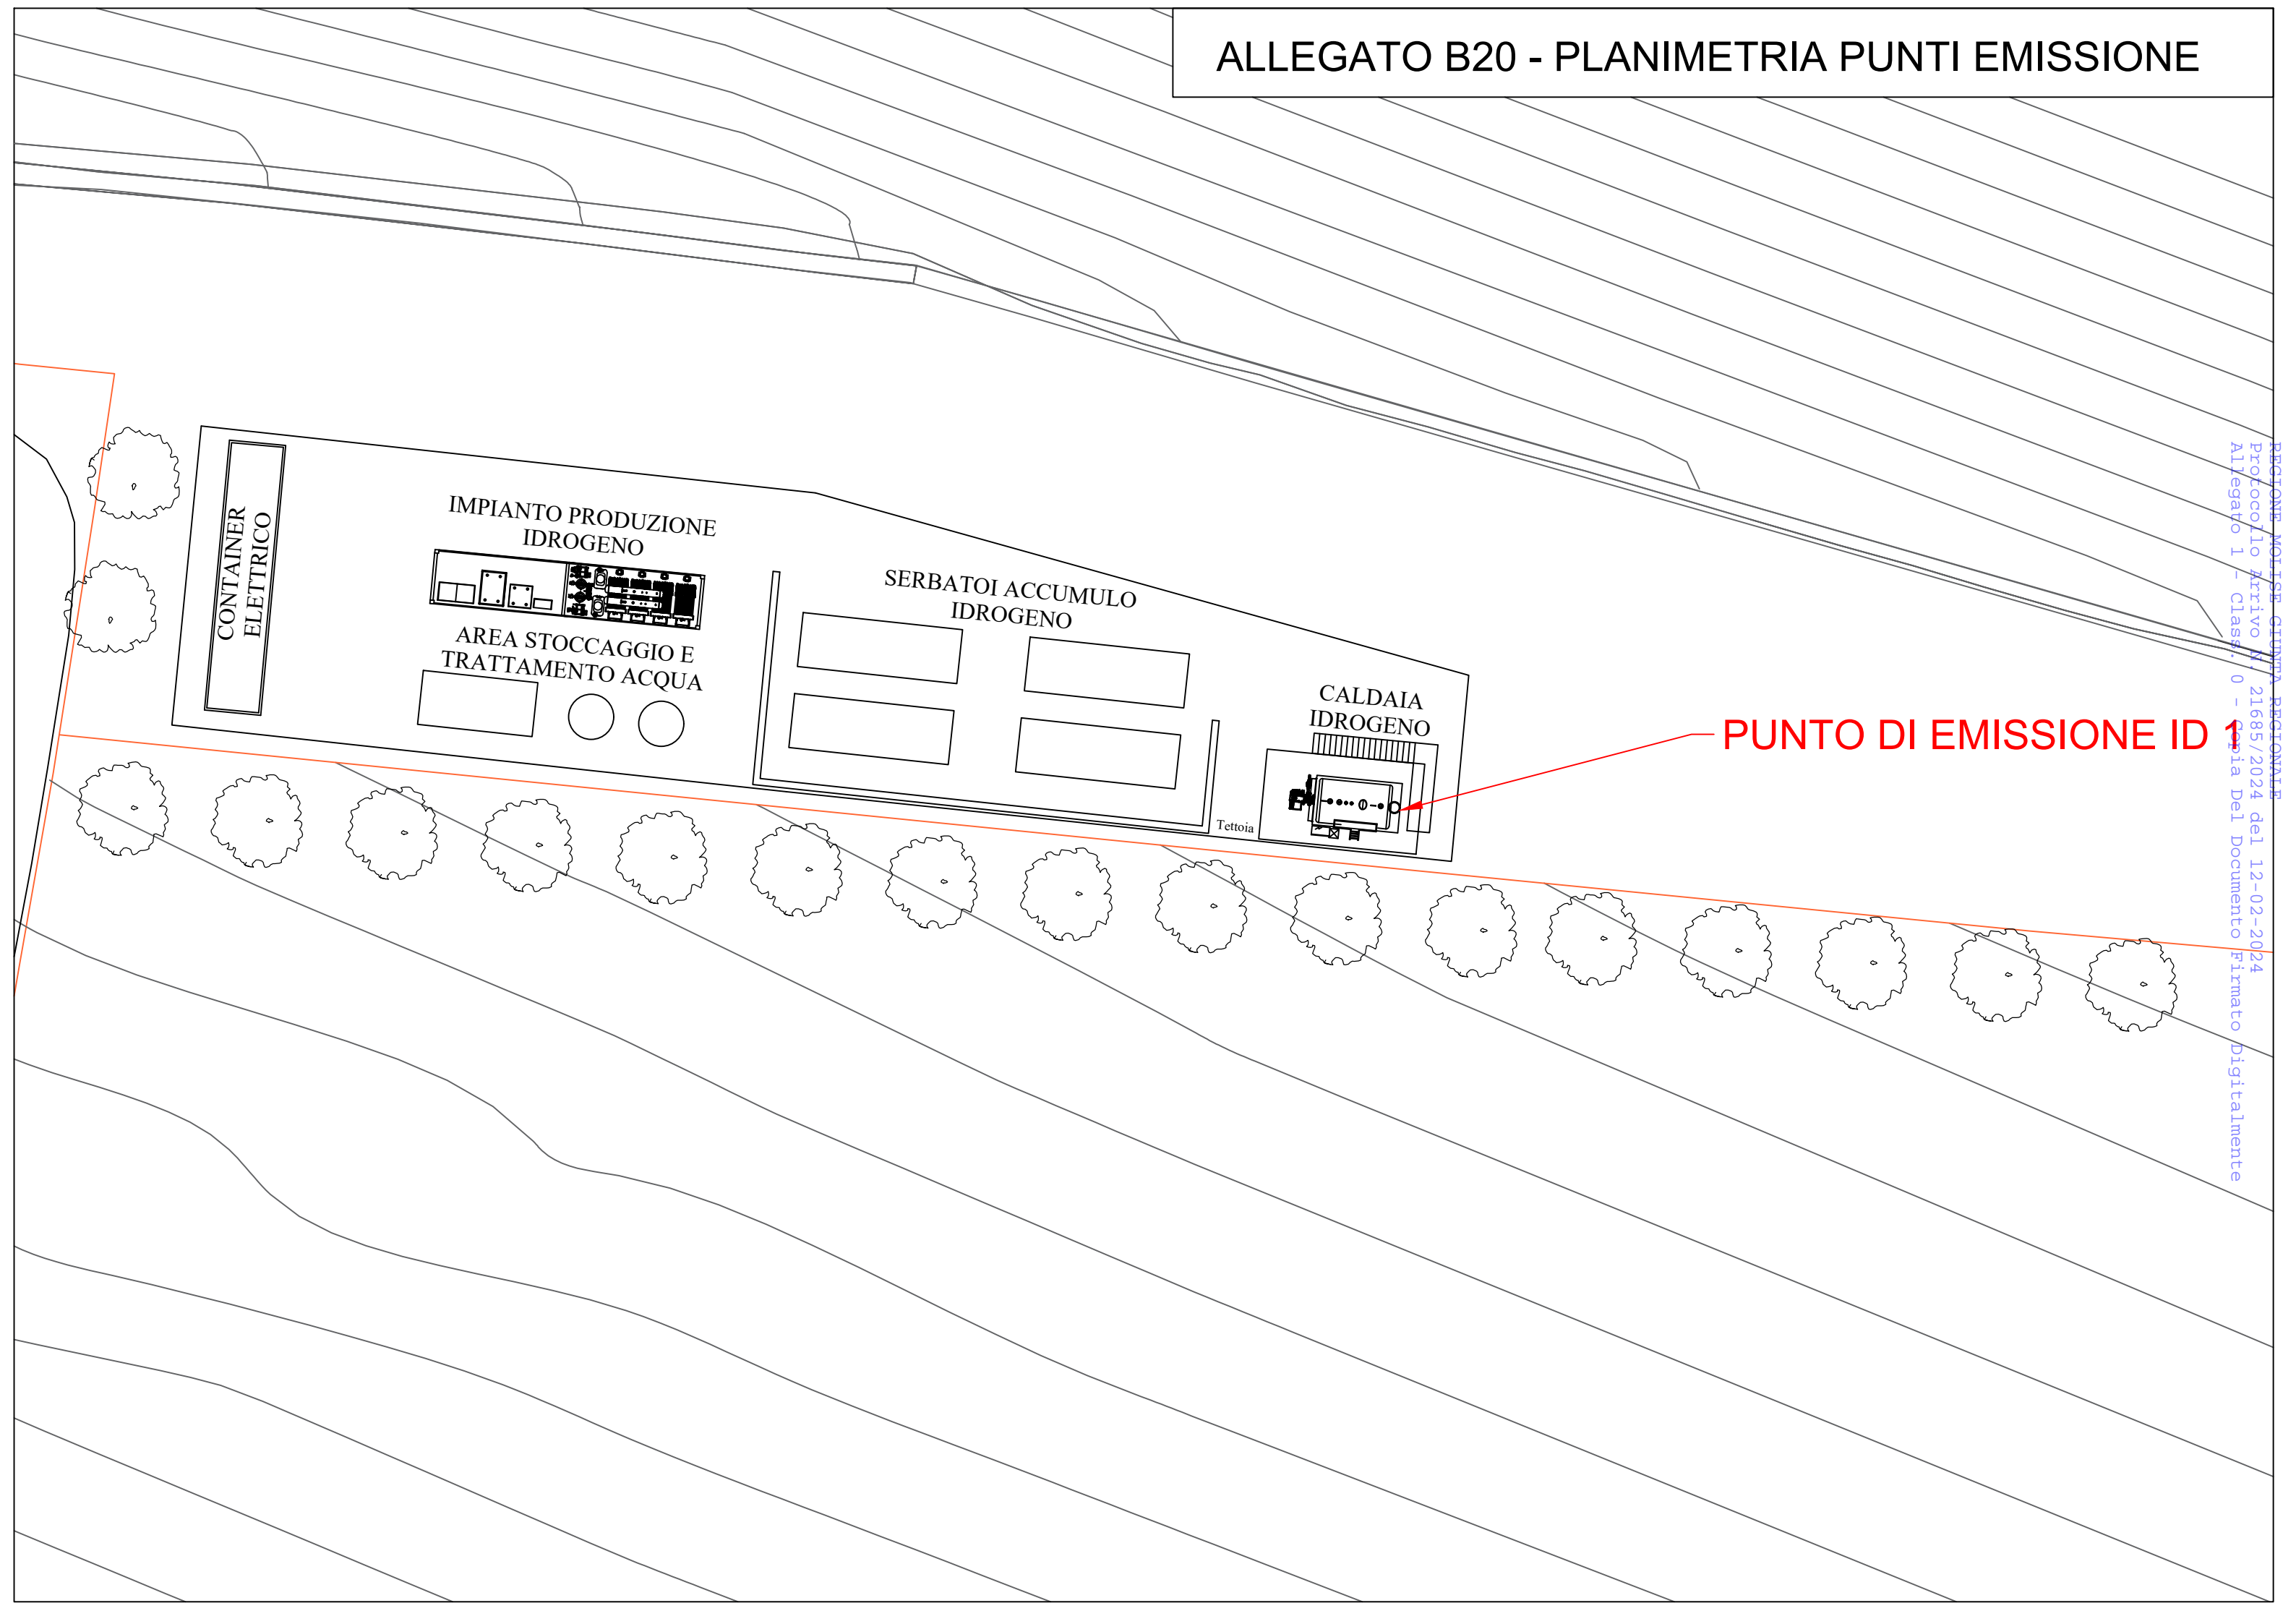 ALLEGATO B20 - PLANIMETRIA PUNTI EMISSIONE
CONTAINER
ELETTRICO
IMPIANTO PRODUZIONE
IDROGENO
AREA STOCCAGGIO E
TRATTAMENTO ACQUA
SERBATOI ACCUMULO
IDROGENO
CALDAIA
IDROGENO
Tettoia
PUNTO DI EMISSIONE ID 1
REGIONE MOLISE GIUNTA REGIONALE
Protocollo Arrivo N. 21685/2024 del 12-02-2024
Allegato 1 - Class. 0 - Copia Del Documento Firmato Digitalmente